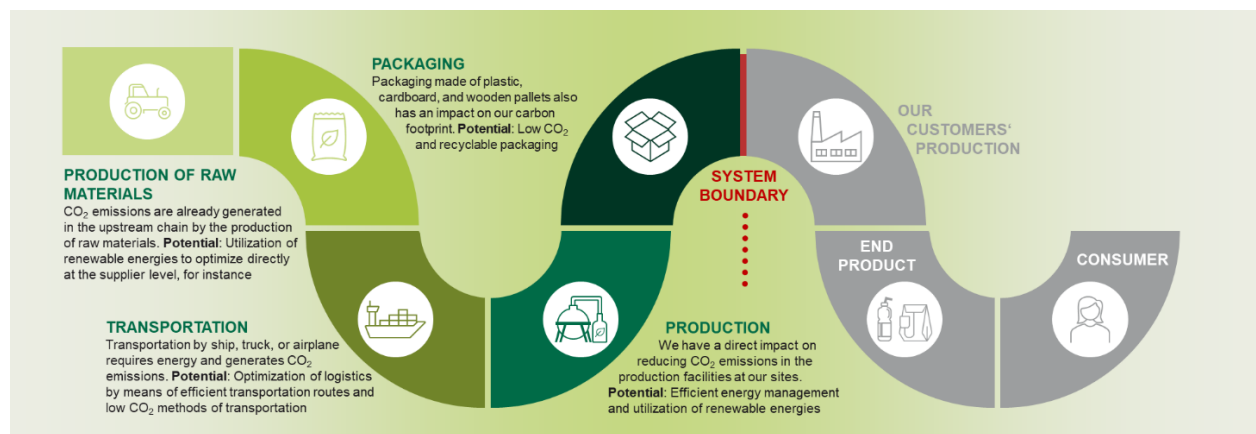 PRODUCTION OF RAW
MATERIALS
CO₂ emissions are already generated
in the upstream chain by the production
of raw materials. Potential: Utilization of
renewable energies to optimize directly
at the supplier level, for instance
TRANSPORTATION
Transportation by ship, truck, or airplane
requires energy and generates CO₂
emissions. Potential: Optimization of logistics
by means of efficient transportation routes and
low CO₂ methods of transportation
PACKAGING
Packaging made of plastic,
cardboard, and wooden pallets also
has an impact on our carbon
footprint. Potential: Low CO₂
and recyclable packaging
PRODUCTION
We have a direct impact on
reducing CO₂ emissions in the
production facilities at our sites.
Potential: Efficient energy management
and utilization of renewable energies
SYSTEM
BOUNDARY
OUR
CUSTOMERS‘
PRODUCTION
END
PRODUCT
CONSUMER